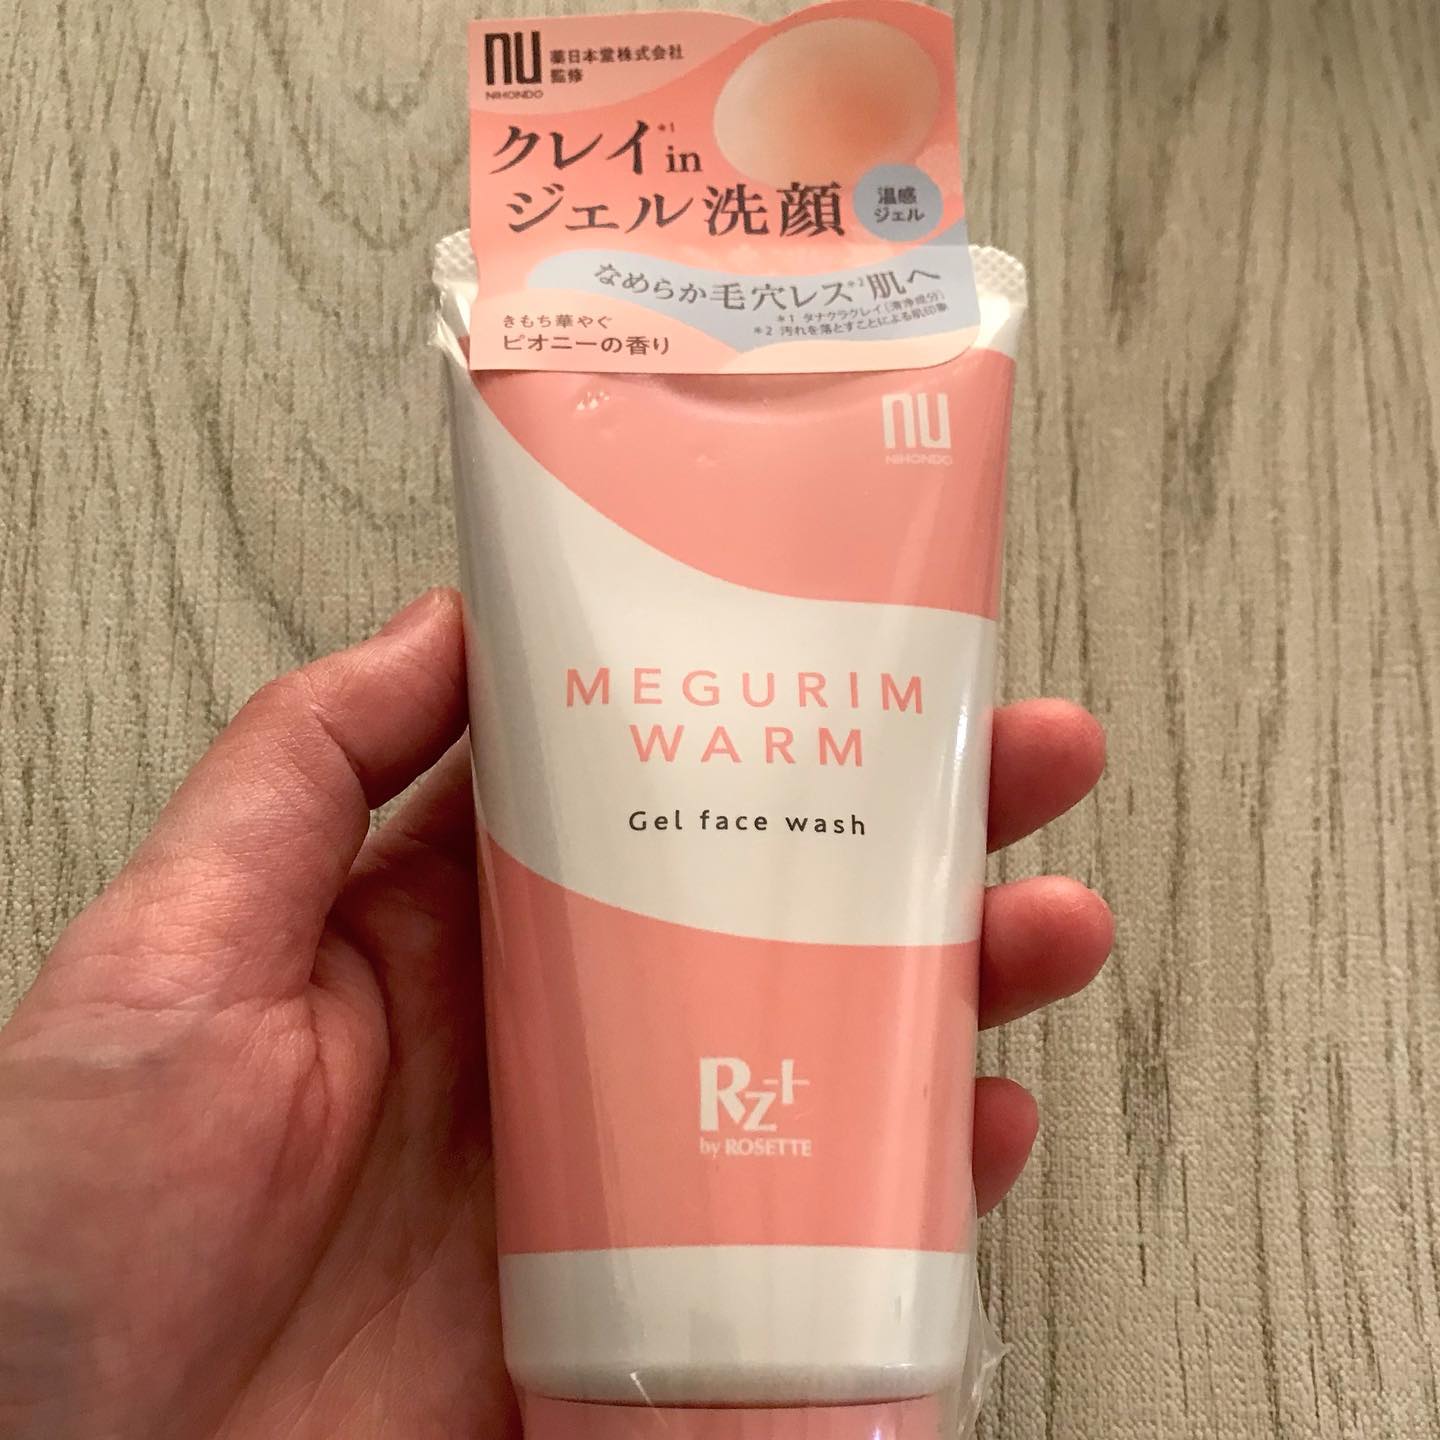 nu
NIHONDO
薬日本堂株式会社
監修
クレイ*1 in
ジェル洗顔
温感
ジェル
なめらか毛穴レス*2肌へ
*1 タナクラクレイ(清浄成分)
*2 汚れを落とすことによる肌印象
きもち華やぐ
ピオニーの香り
nu
NIHONDO
MEGURIM
WARM
Gel face wash
Rz+
by ROSETTE